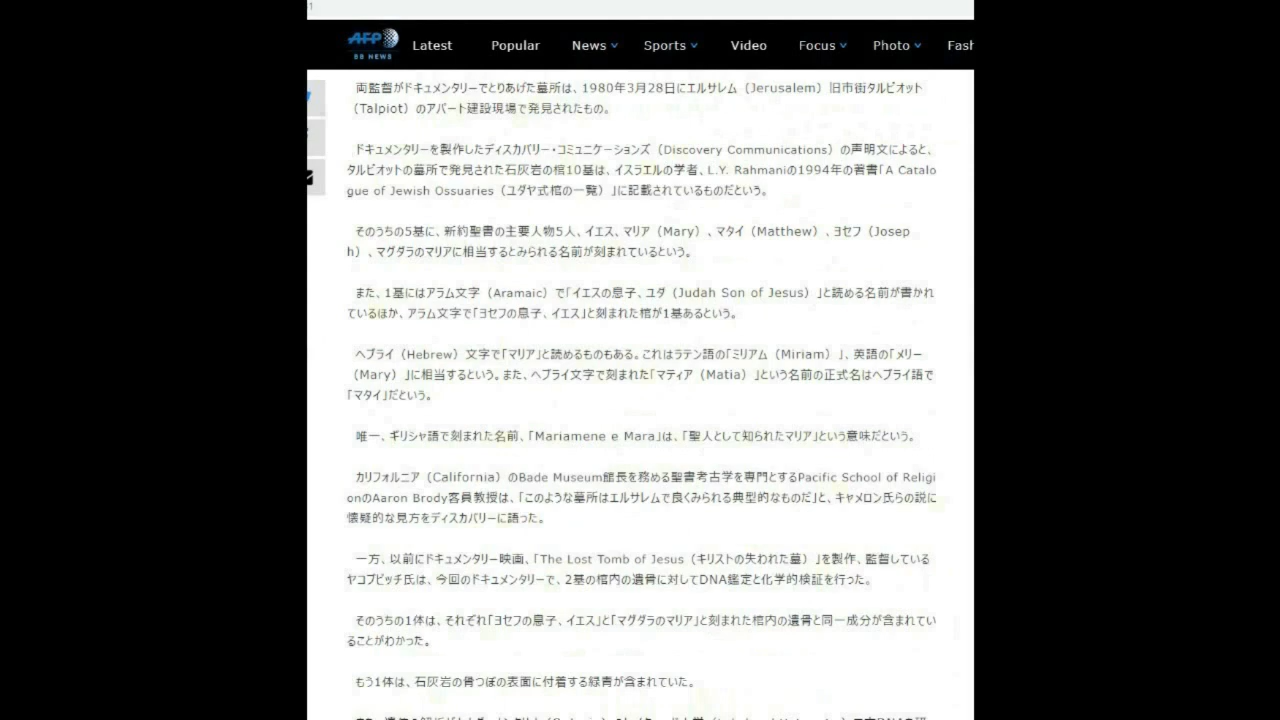 1
AFP
BB NEWS
Latest Popular News Sports Video Focus Photo Fash
両監督がドキュメンタリーでとりあげた墓所は、1980年3月28日にエルサレム（Jerusalem）旧市街タルピオット
（Talpiot）のアパート建設現場で発見されたもの。
ドキュメンタリーを製作したディスカバリー・コミュニケーションズ（Discovery Communications）の声明文によると、
タルピオットの墓所で発見された石灰岩の棺10基は、イスラエルの学者、L.Y. Rahmaniの1994年の著書「A Catalo
gue of Jewish Ossuaries（ユダヤ式棺の一覧）」に記載されているものだという。
そのうちの5基に、新約聖書の主要人物5人、イエス、マリア（Mary）、マタイ（Matthew）、ヨセフ（Josep
h）、マグダラのマリアに相当するとみられる名前が刻まれているという。
また、1基にはアラム文字（Aramaic）で「イエスの息子、ユダ（Judah Son of Jesus）」と読める名前が書かれ
ているほか、アラム文字で「ヨセフの息子、イエス」と刻まれた棺が1基あるという。
ヘブライ（Hebrew）文字で「マリア」と読めるものもある。これはラテン語の「ミリアム（Miriam）」、英語の「メリー
（Mary）」に相当するという。また、ヘブライ文字で刻まれた「マティア（Matia）」という名前の正式名はヘブライ語で
「マタイ」だという。
唯一、ギリシャ語で刻まれた名前、「Mariamene e Mara」は、「聖人として知られたマリア」という意味だという。
カリフォルニア（California）のBade Museum館長を務める聖書考古学を専門とするPacific School of Religi
onのAaron Brody客員教授は、「このような墓所はエルサレムで良くみられる典型的なものだ」と、キャメロン氏らの説に
懐疑的な見方をディスカバリーに語った。
一方、以前にドキュメンタリー映画、「The Lost Tomb of Jesus（キリストの失われた墓）」を製作、監督している
ヤコブビッチ氏は、今回のドキュメンタリーで、2基の棺内の遺骨に対してDNA鑑定と化学的検証を行った。
そのうちの1体は、それぞれ「ヨセフの息子、イエス」と「マグダラのマリア」と刻まれた棺内の遺骨と同一成分が含まれてい
ることがわかった。
もう1体は、石灰岩の骨つぼの表面に付着する緑青が含まれていた。